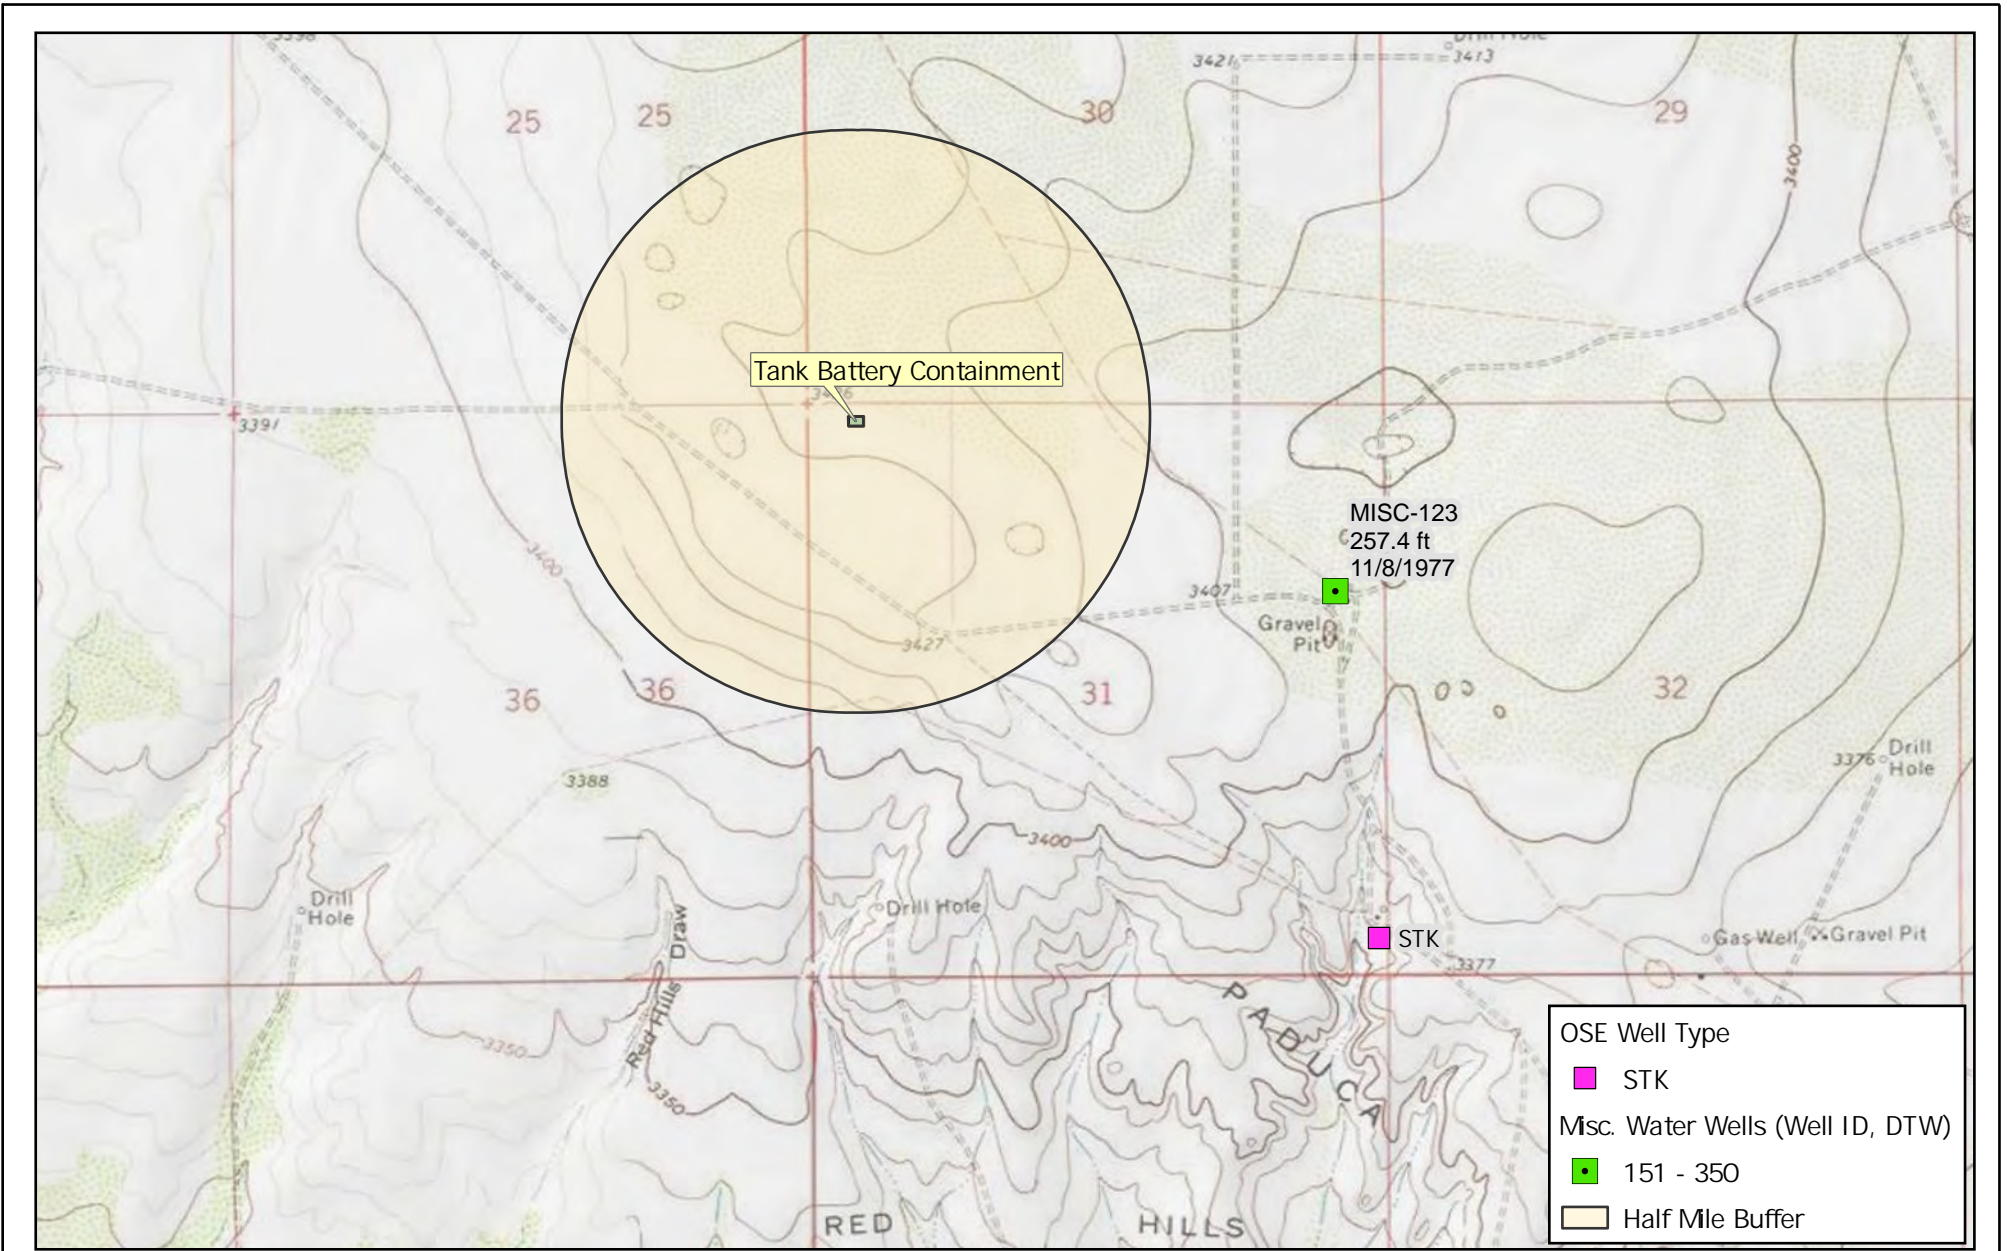 3421
3413
25
25
30
29
3400
Tank Battery Containment
3391
MISC-123
257.4 ft
11/8/1977
3400
3407
Gravel
Pit
3427
36
36
31
32
Drill
Hole
3376
3388
3400
Drill
Hole
Drill Hole
STK
Gas Well
Gravel Pit
3377
Red Hills Draw
PADUCA
3350
3350
RED HILLS
OSE Well Type
STK
Misc. Water Wells (Well ID, DTW)
151 - 350
Half Mile Buffer